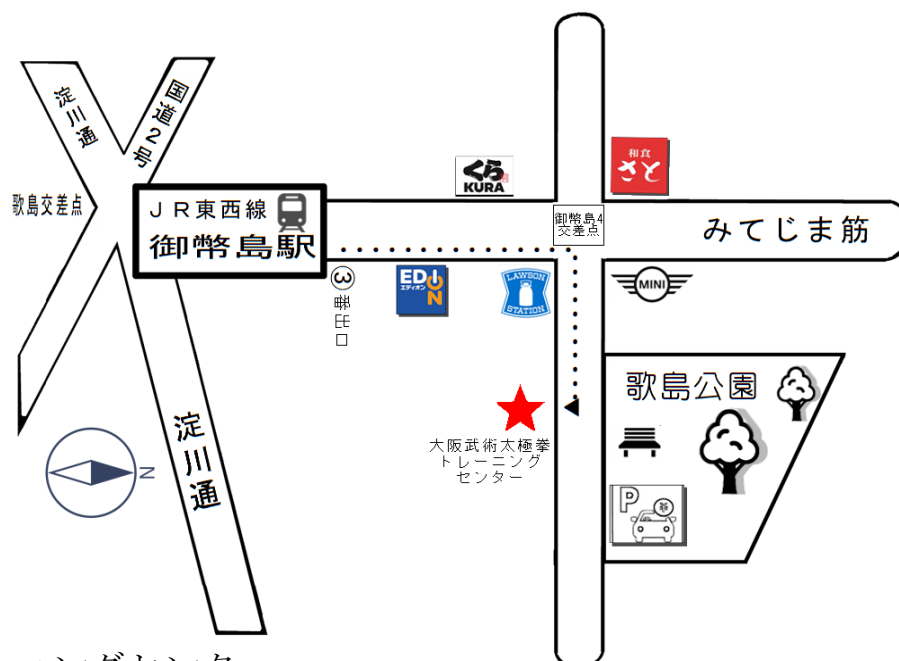 淀川通
国道2号
歌島交差点
JR東西線
御幣島駅
③番出口
くら
KURA
和食
さと
御幣島4
交差点
みてじま筋
EDION
エディオン
LAWSON
STATION
MINI
歌島公園
大阪武術太極拳
トレーニング
センター
P
淀川通
N